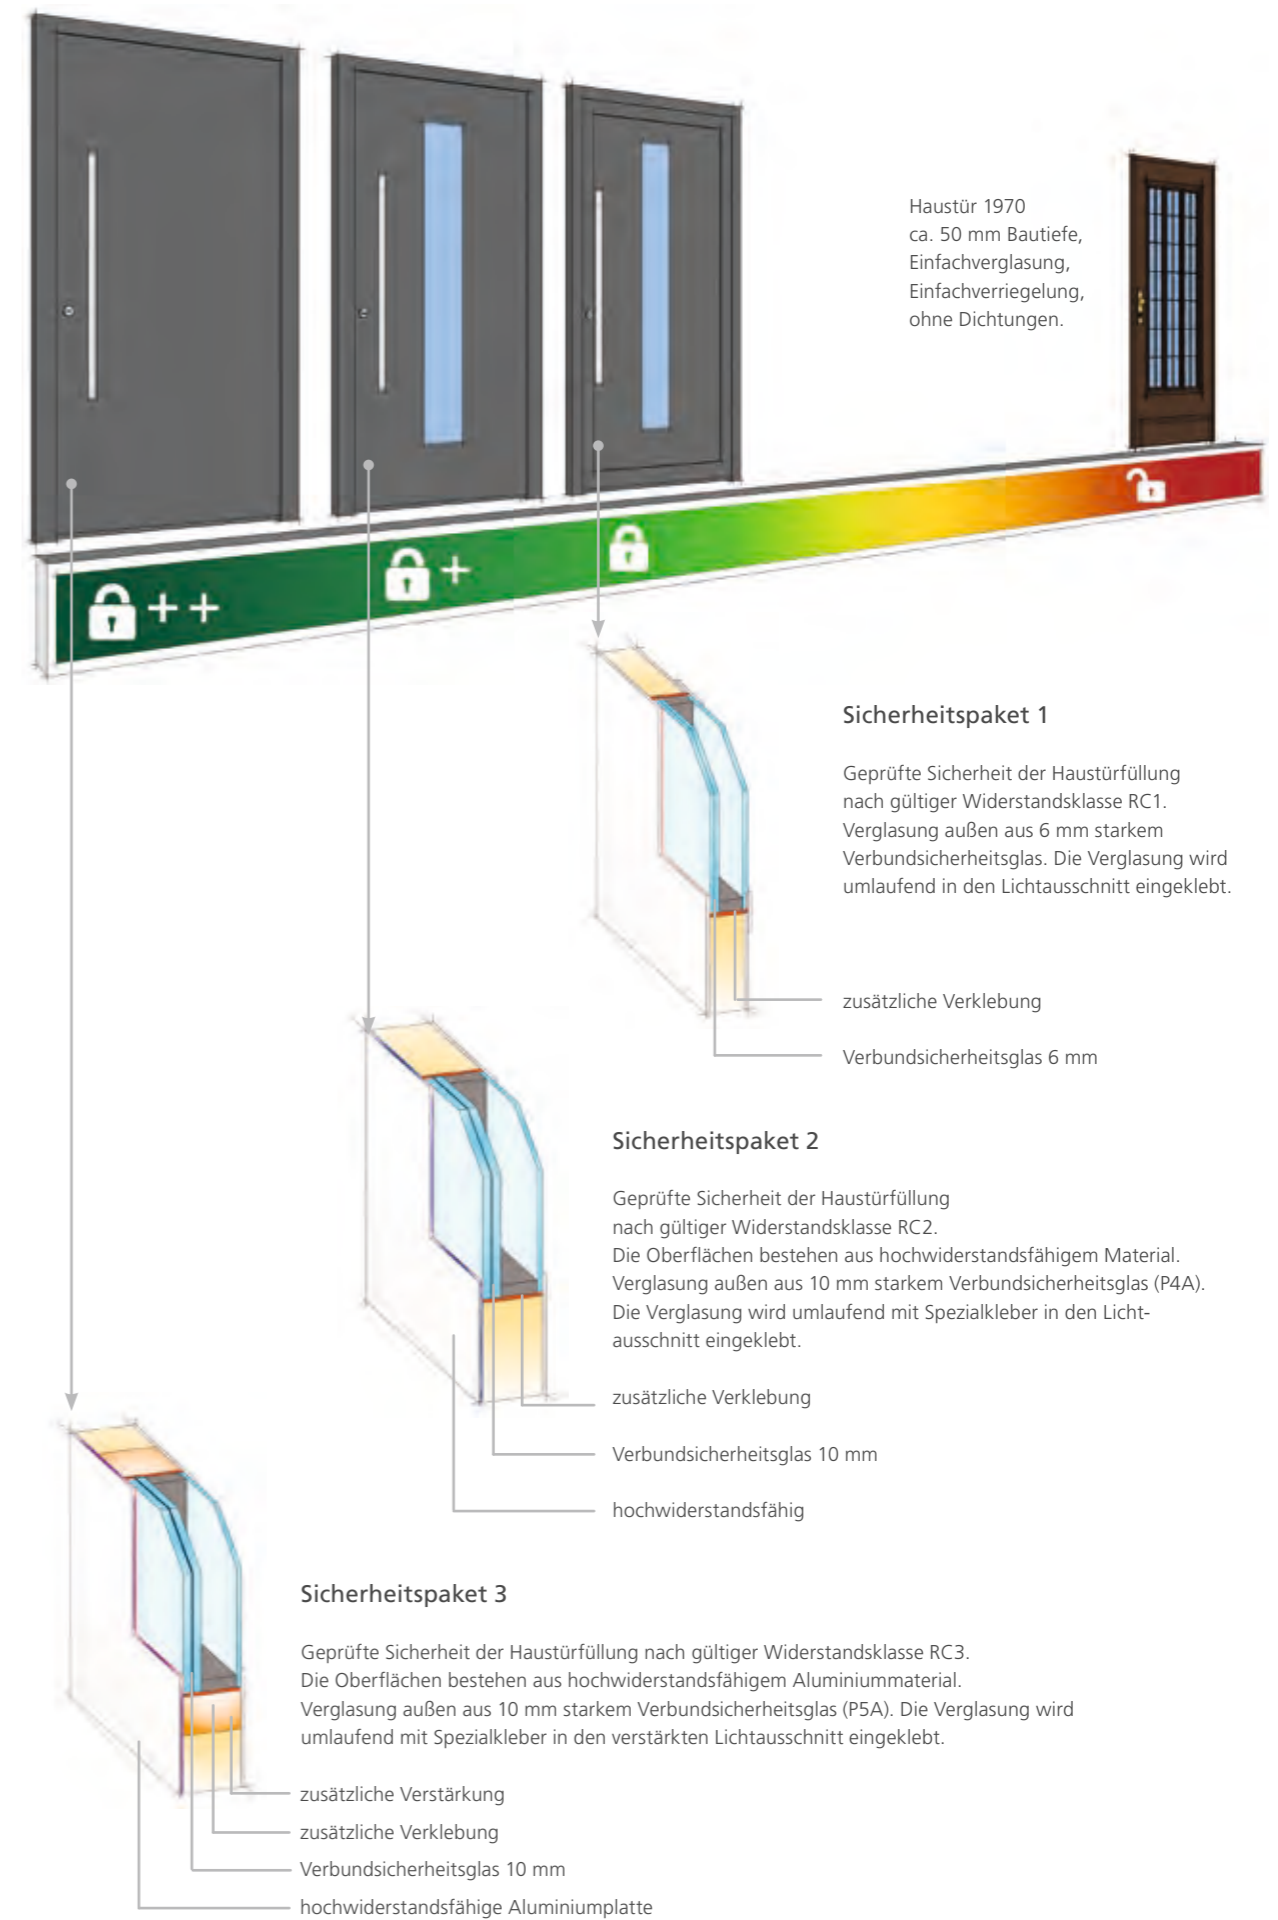 Haustür 1970
ca. 50 mm Bautiefe,
Einfachverglasung,
Einfachverriegelung,
ohne Dichtungen.
++
+
Sicherheitspaket 1
Geprüfte Sicherheit der Haustürfüllung
nach gültiger Widerstandsklasse RC1.
Verglasung außen aus 6 mm starkem
Verbundsicherheitsglas. Die Verglasung wird
umlaufend in den Lichtausschnitt eingeklebt.
zusätzliche Verklebung
Verbundsicherheitsglas 6 mm
Sicherheitspaket 2
Geprüfte Sicherheit der Haustürfüllung
nach gültiger Widerstandsklasse RC2.
Die Oberflächen bestehen aus hochwiderstandsfähigem Material.
Verglasung außen aus 10 mm starkem Verbundsicherheitsglas (P4A).
Die Verglasung wird umlaufend mit Spezialkleber in den Licht-
ausschnitt eingeklebt.
zusätzliche Verklebung
Verbundsicherheitsglas 10 mm
hochwiderstandsfähig
Sicherheitspaket 3
Geprüfte Sicherheit der Haustürfüllung nach gültiger Widerstandsklasse RC3.
Die Oberflächen bestehen aus hochwiderstandsfähigem Aluminiummaterial.
Verglasung außen aus 10 mm starkem Verbundsicherheitsglas (P5A). Die Verglasung wird
umlaufend mit Spezialkleber in den verstärkten Lichtausschnitt eingeklebt.
zusätzliche Verstärkung
zusätzliche Verklebung
Verbundsicherheitsglas 10 mm
hochwiderstandsfähige Aluminiumplatte